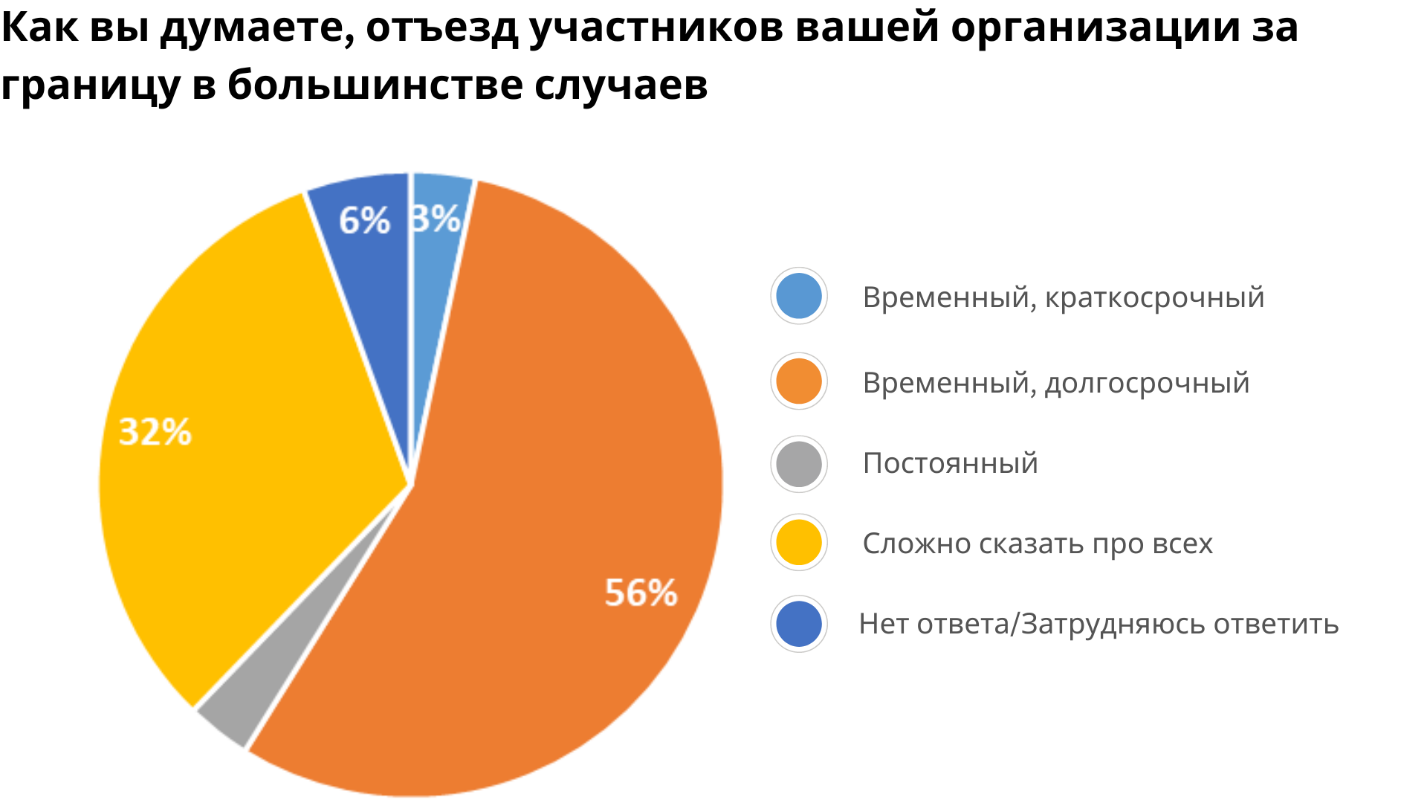 Как вы думаете, отъезд участников вашей организации за
границу в большинстве случаев
6%
3%
32%
56%
Временный, краткосрочный
Временный, долгосрочный
Постоянный
Сложно сказать про всех
Нет ответа/Затрудняюсь ответить